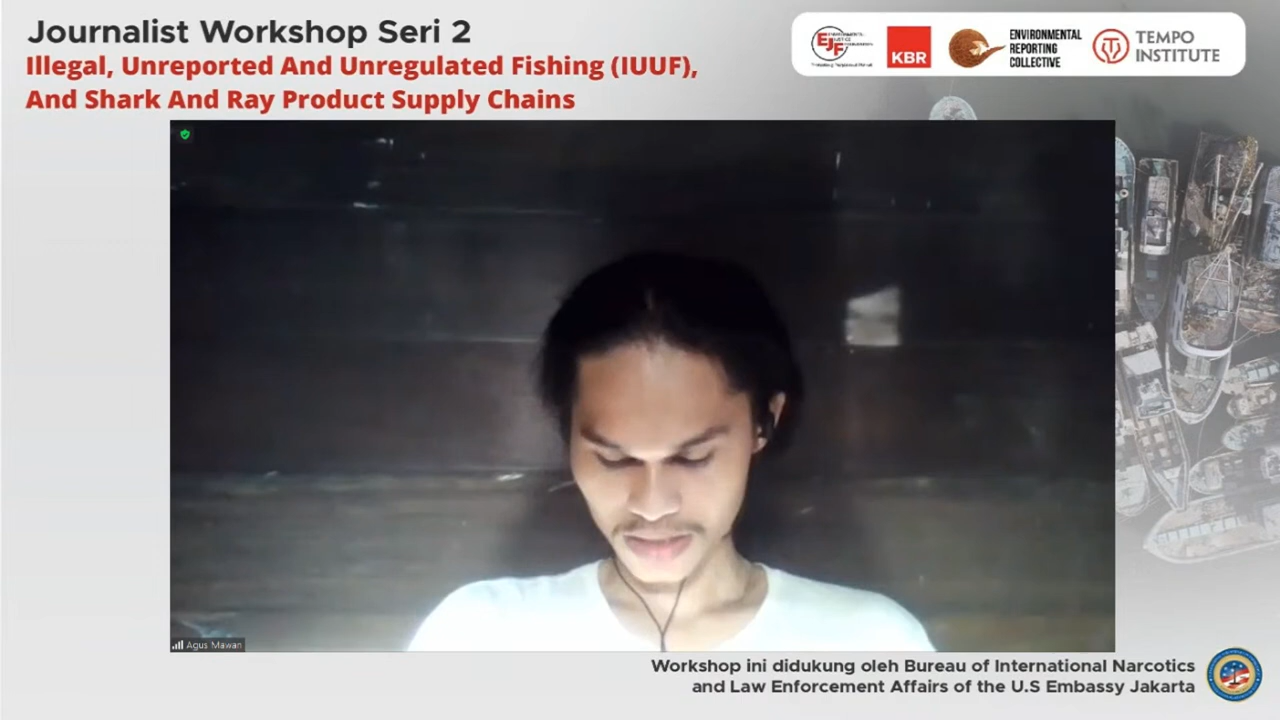 Journalist Workshop Seri 2
Illegal, Unreported And Unregulated Fishing (IUUF),
And Shark And Ray Product Supply Chains
EJF
KBR
ENVIRONMENTAL
REPORTING
COLLECTIVE
TEMPO
INSTITUTE
Agus Mawan
Workshop ini didukung oleh Bureau of International Narcotics
and Law Enforcement Affairs of the U.S Embassy Jakarta